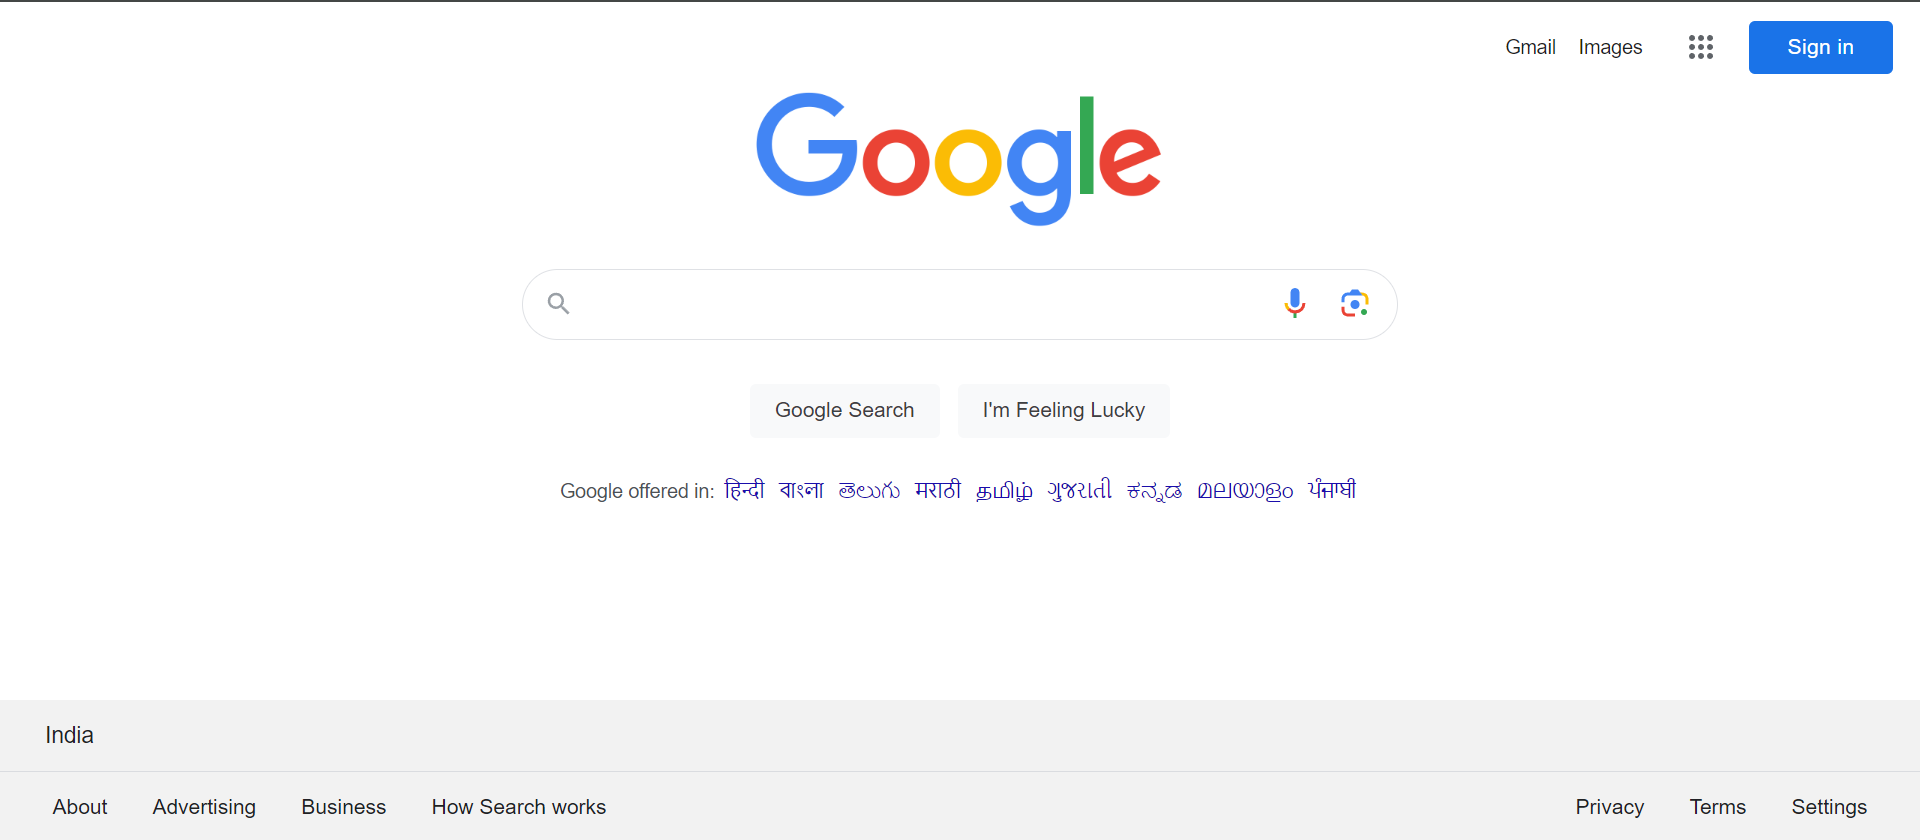 Gmail Images Sign in
Google
Google Search I'm Feeling Lucky
Google offered in: हिन्दी বাংলা తెలుగు मराठी தமிழ் ગુજરાતી ಕನ್ನಡ മലയാളം ਪੰਜਾਬੀ
India
About Advertising Business How Search works Privacy Terms Settings